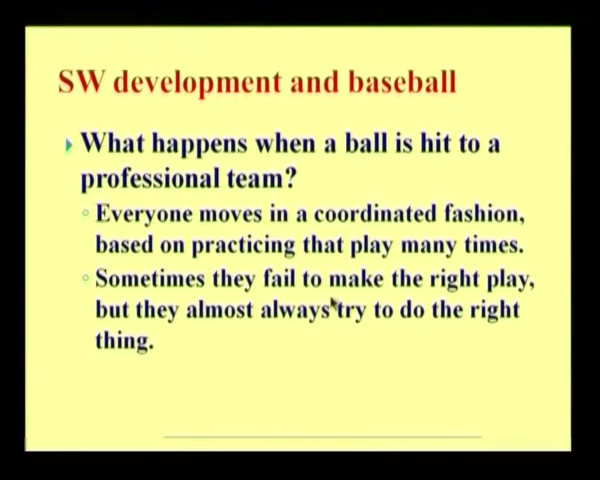 SW development and baseball
What happens when a ball is hit to a
professional team?
Everyone moves in a coordinated fashion,
based on practicing that play many times.
Sometimes they fail to make the right play,
but they almost always try to do the right
thing.